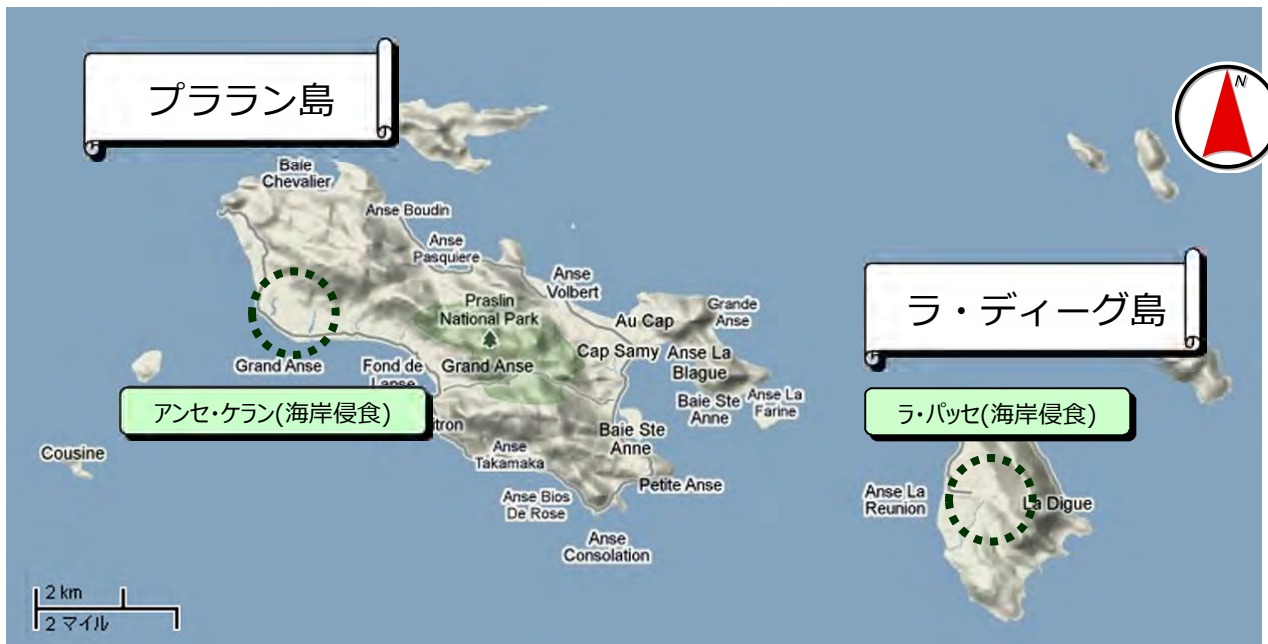 プララン島
N
Baie
Chevalier
Anse Boudin
Anse
Pasquiere
Anse
Volbert
Praslin
National Park
Grand Anse
Au Cap
Grande
Anse
Cap Samy
Anse La
Blague
Baie Ste
Anne
Anse La
Farine
Grand Anse
Fond de
アンセ・ケラン(海岸侵食)
Anse
Takamaka
Baie Ste
Anne
Petite Anse
Anse Bios
De Rose
Anse
Consolation
Cousine
ラ・ディーグ島
ラ・パッセ(海岸侵食)
Anse La
Reunion
La Digue
2 km
2 マイル